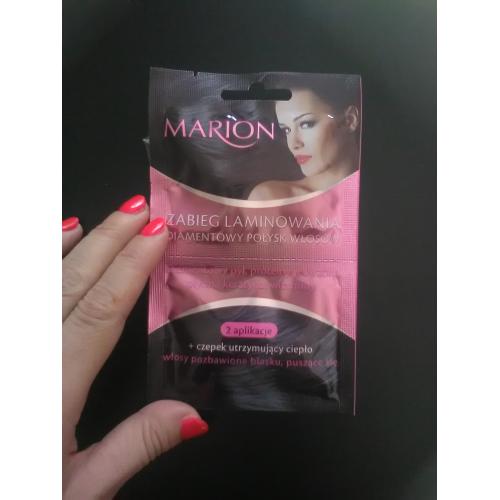 MARION
ZABIEG LAMINOWANIA
DIAMENTOWY POŁYSK WŁOSÓW
2 aplikacje
+ czepek utrzymujący ciepło
włosy pozbawione blasku, puszące się